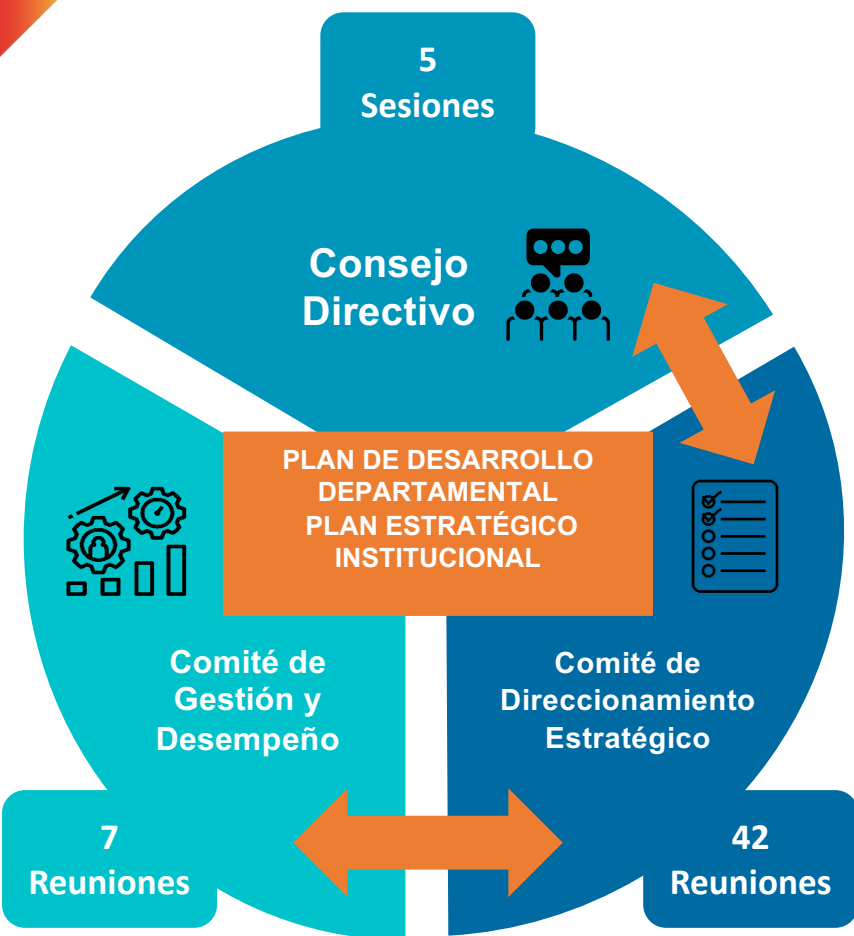 5
Sesiones
Consejo
Directivo
PLAN DE DESARROLLO
DEPARTAMENTAL
PLAN ESTRATÉGICO
INSTITUCIONAL
Comité de
Gestión y
Desempeño
Comité de
Direccionamiento
Estratégico
7
Reuniones
42
Reuniones